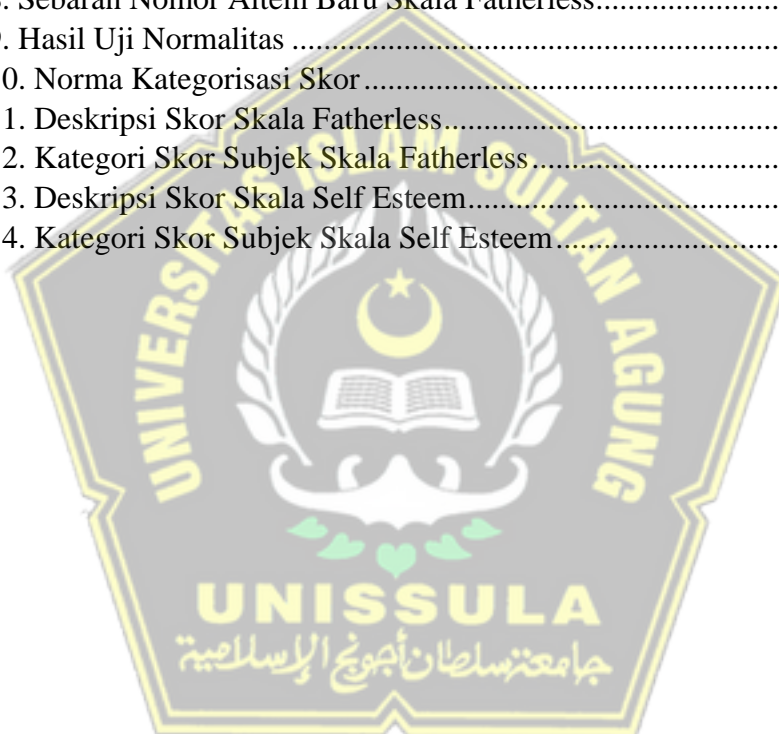 . Sebaran Nomor Aitem Baru Skala Fatherless..................
9. Hasil Uji Normalitas ..........................................................
0. Norma Kategorisasi Skor..................................................
1. Deskripsi Skor Skala Fatherless........................................
2. Kategori Skor Subjek Skala Fatherless.............................
3. Deskripsi Skor Skala Self Esteem.....................................
4. Kategori Skor Subjek Skala Self Esteem..........................
UNIVERSITAS ISLAM SULTAN AGUNG
UNISSULA
جامعتسلطان أجونج الإسلامية